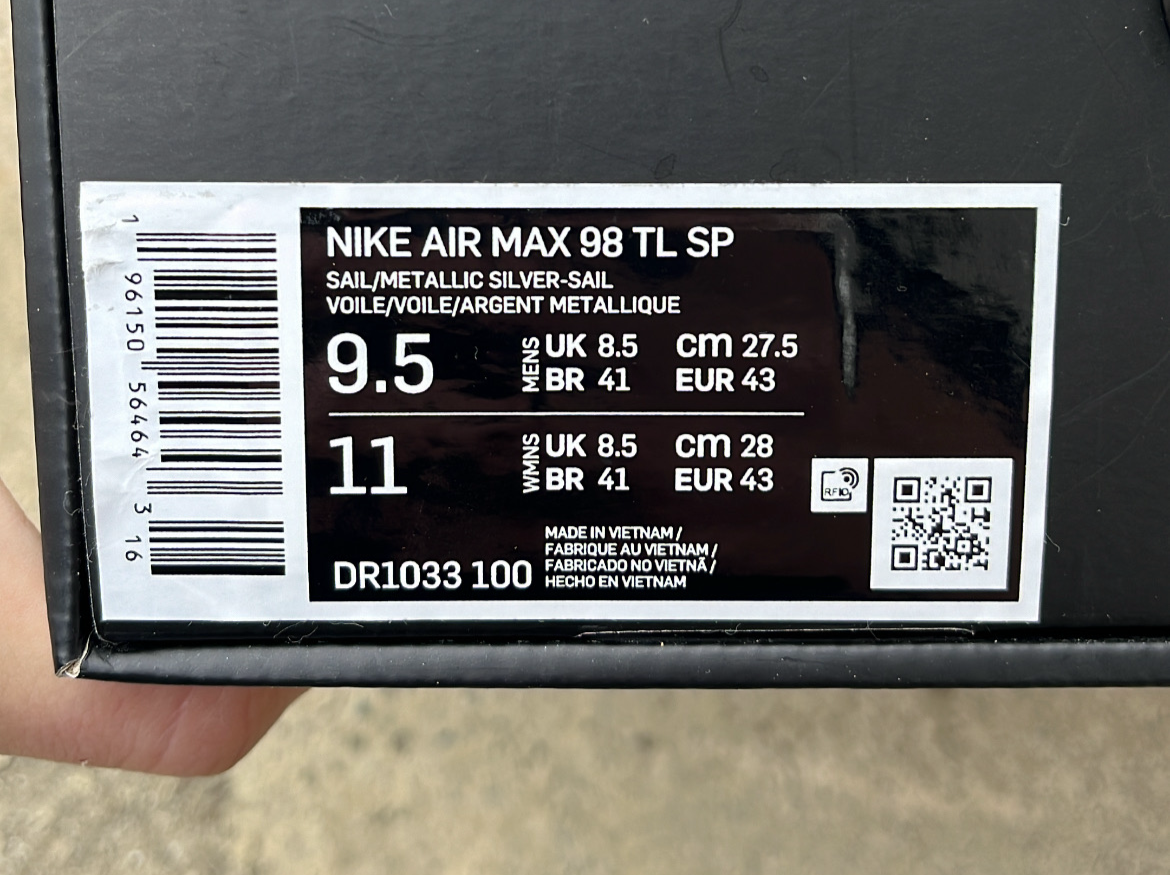 NIKE AIR MAX 98 TL SP
SAIL/METALLIC SILVER-SAIL
VOILE/VOILE/ARGENT METALLIQUE
9.5
MENS
UK 8.5
cm 27.5
BR 41
EUR 43
11
WMNS
UK 8.5
cm 28
BR 41
EUR 43
DR1033 100
MADE IN VIETNAM /
FABRIQUE AU VIETNAM /
FABRICADO NO VIETNÃ /
HECHO EN VIETNAM
RFID
1 96150 56464 3 16